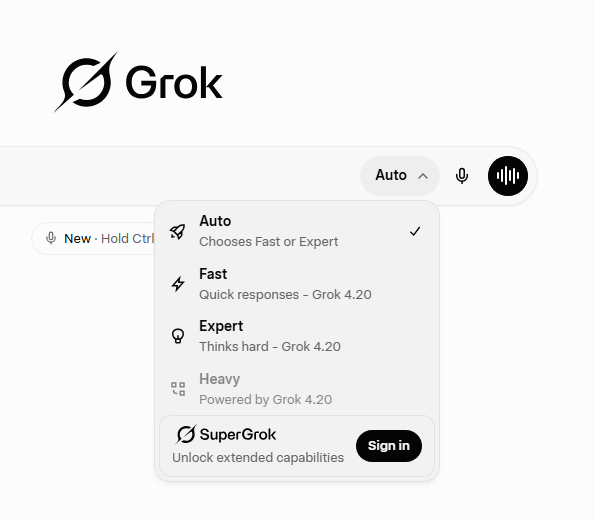 Grok
Auto
New · Hold Ctrl
Auto
Chooses Fast or Expert
Fast
Quick responses - Grok 4.20
Expert
Thinks hard - Grok 4.20
Heavy
Powered by Grok 4.20
SuperGrok
Unlock extended capabilities
Sign in